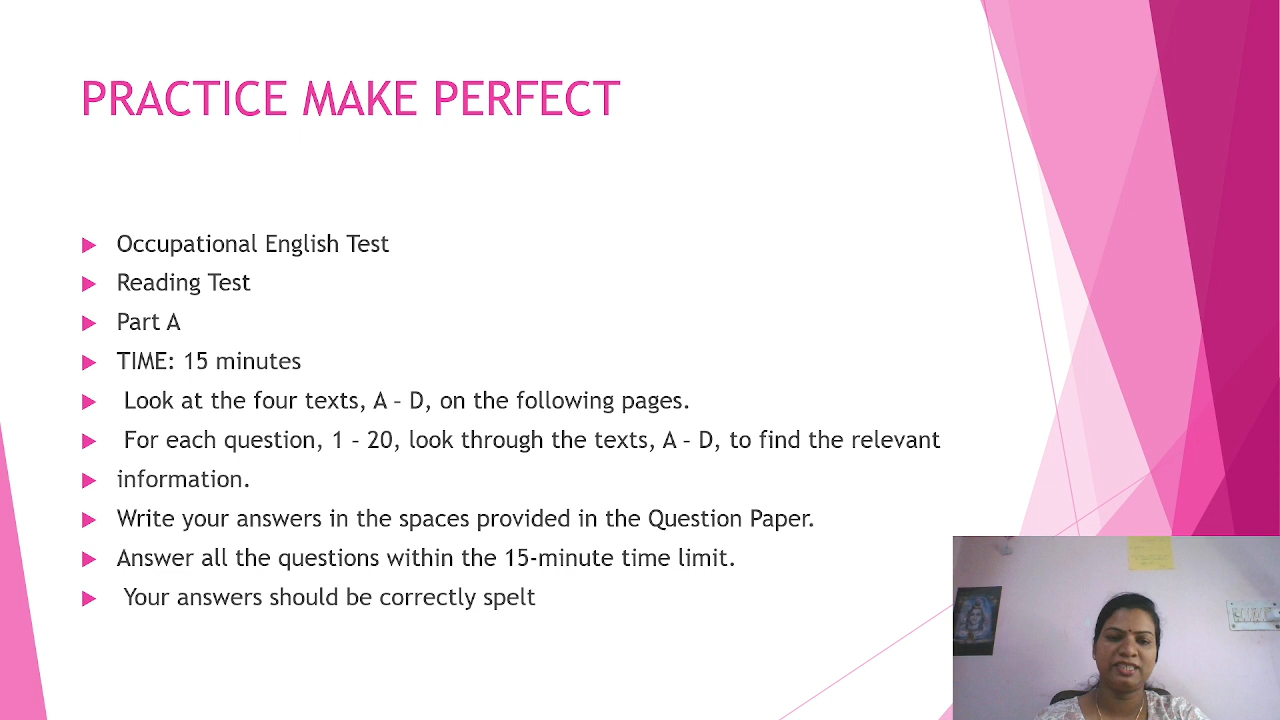 PRACTICE MAKE PERFECT
Occupational English Test
Reading Test
Part A
TIME: 15 minutes
Look at the four texts, A – D, on the following pages.
For each question, 1 – 20, look through the texts, A – D, to find the relevant
information.
Write your answers in the spaces provided in the Question Paper.
Answer all the questions within the 15-minute time limit.
Your answers should be correctly spelt